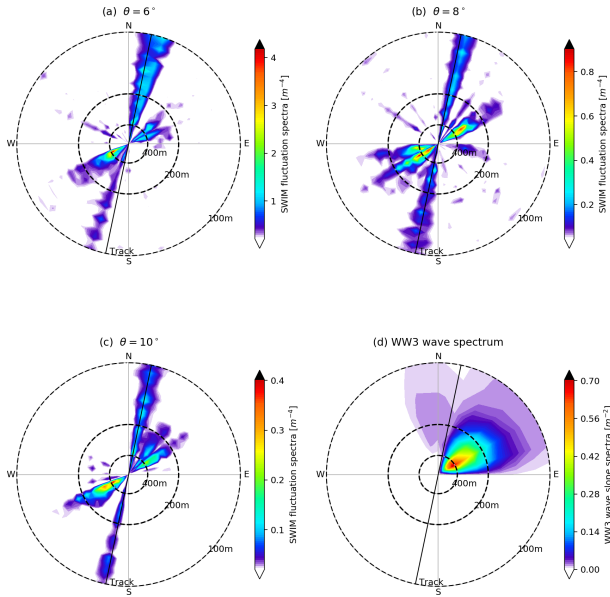 (a) θ = 6°
N
W
E
S
400m
200m
100m
Track
4
3
2
1
SWIM fluctuation spectra [m⁻⁴]
(b) θ = 8°
N
W
E
S
400m
200m
100m
Track
0.8
0.6
0.4
0.2
SWIM fluctuation spectra [m⁻⁴]
(c) θ = 10°
N
W
E
S
400m
200m
100m
Track
0.4
0.3
0.2
0.1
SWIM fluctuation spectra [m⁻⁴]
(d) WW3 wave spectrum
N
W
E
S
400m
200m
100m
Track
0.70
0.56
0.42
0.28
0.14
0.00
WW3 wave slope spectra [m⁻²]